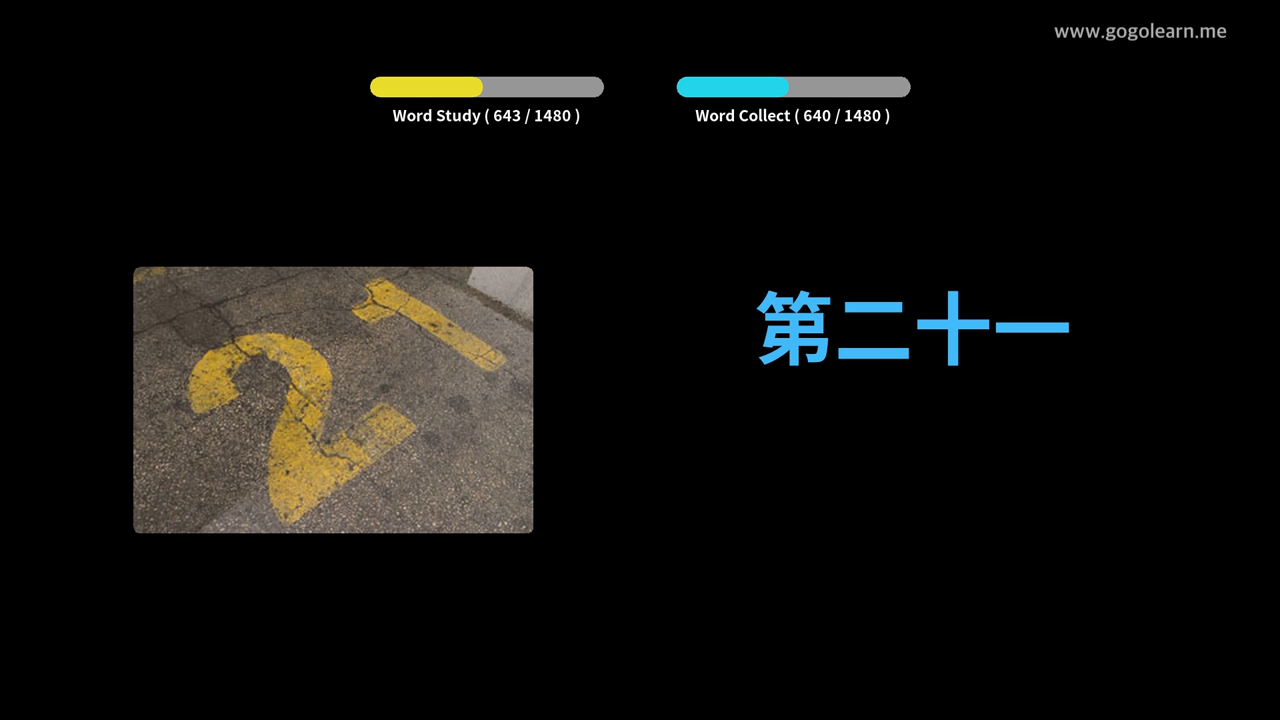 www.gogolearn.me
Word Study ( 643 / 1480 )
Word Collect ( 640 / 1480 )
21
第二十一